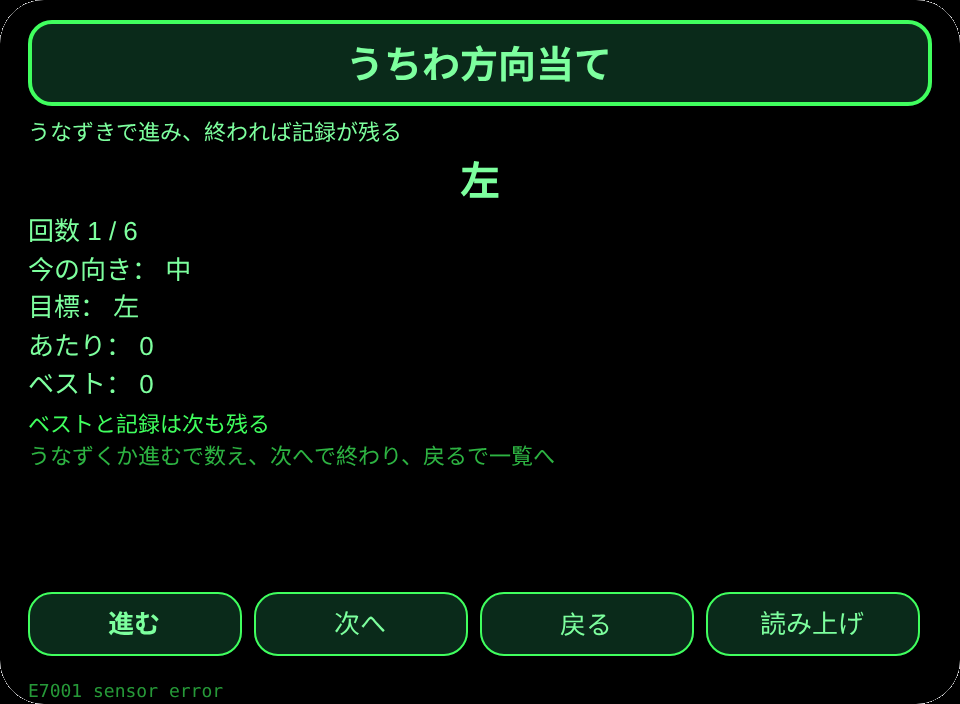 うちわ方向当て
うなずきで進み、終われば記録が残る
左
回数 1 / 6
今の向き： 中
目標： 左
あたり： 0
ベスト： 0
ベストと記録は次も残る
うなずくか進むで数え、次へで終わり、戻るで一覧へ
進む 次へ 戻る 読み上げ
E7001 sensor error